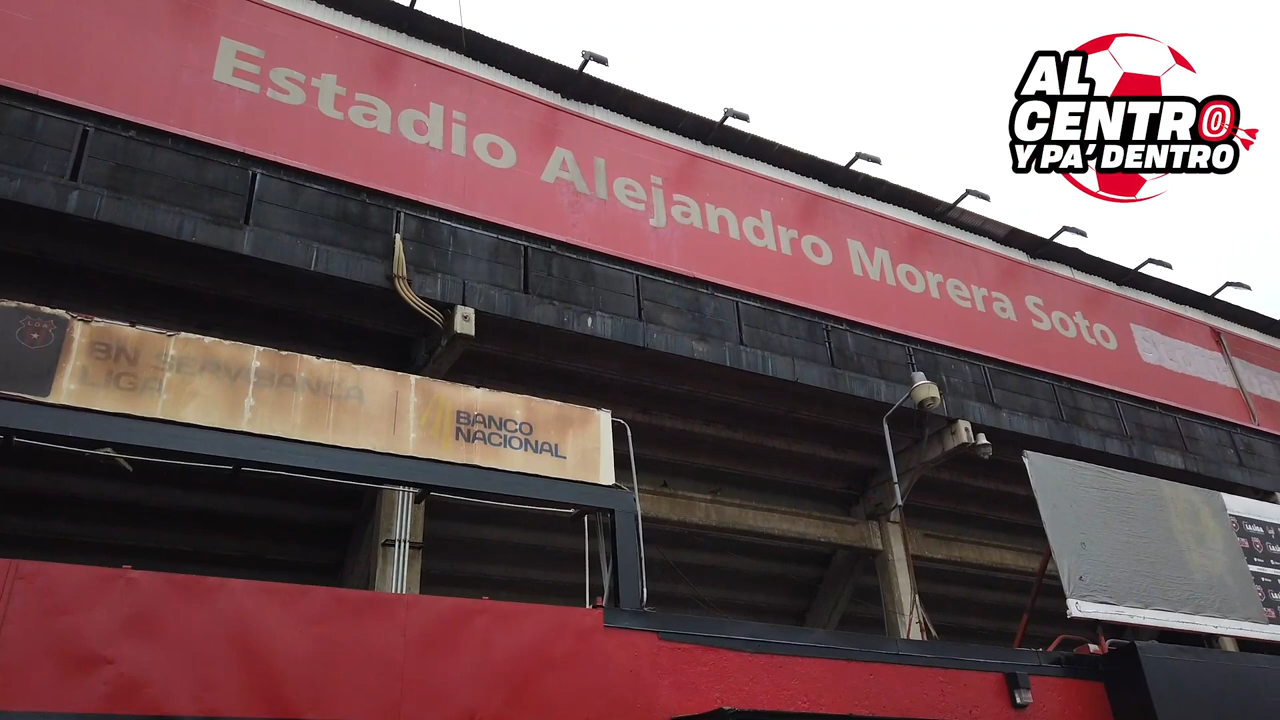 Estadio Alejandro Morera Soto
AL
CENTRO
Y PA' DENTRO
L.D.A
BN SERVIBANCA
LIGA
BANCO
NACIONAL